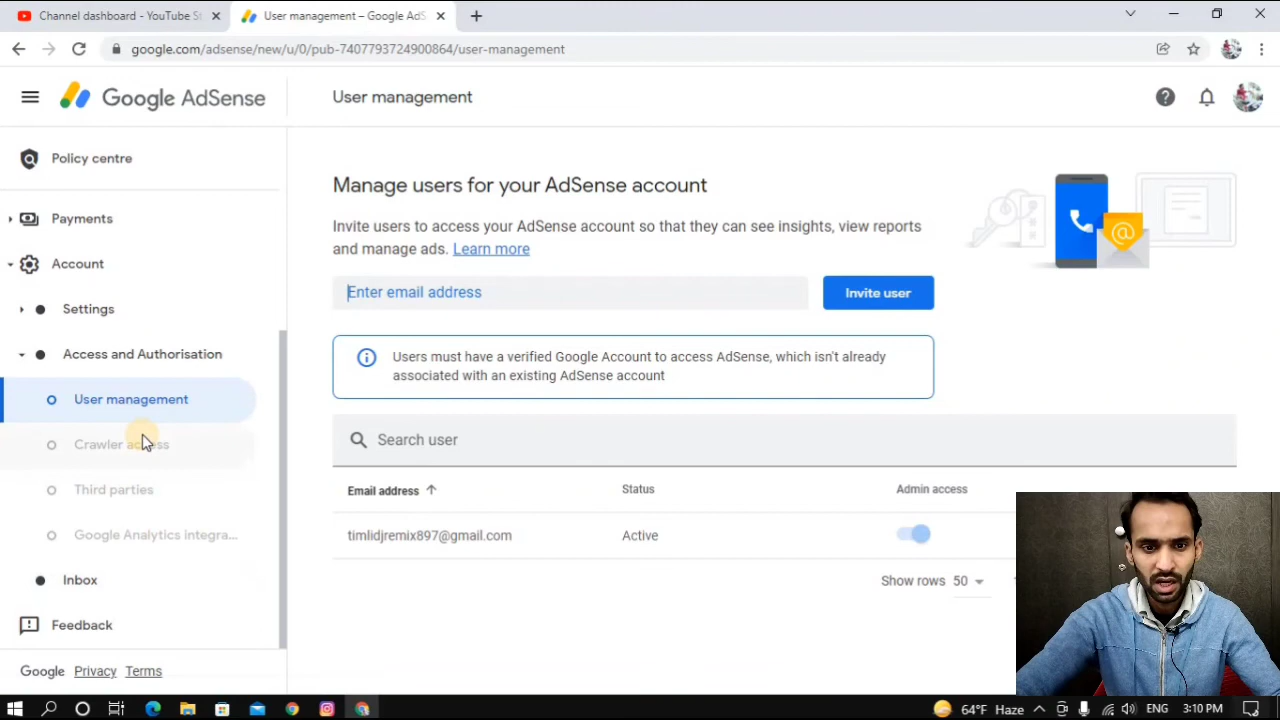 Channel dashboard - YouTube St
User management – Google AdS
google.com/adsense/new/u/0/pub-7407793724900864/user-management
Google AdSense
User management
Policy centre
Payments
Account
Settings
Access and Authorisation
User management
Crawler access
Third parties
Google Analytics integra...
Inbox
Feedback
Google Privacy Terms
Manage users for your AdSense account
Invite users to access your AdSense account so that they can see insights, view reports
and manage ads. Learn more
Enter email address
Invite user
Users must have a verified Google Account to access AdSense, which isn't already
associated with an existing AdSense account
Search user
Email address Status Admin access
timlidjremix897@gmail.com Active
Show rows 50
64°F Haze ENG 3:10 PM